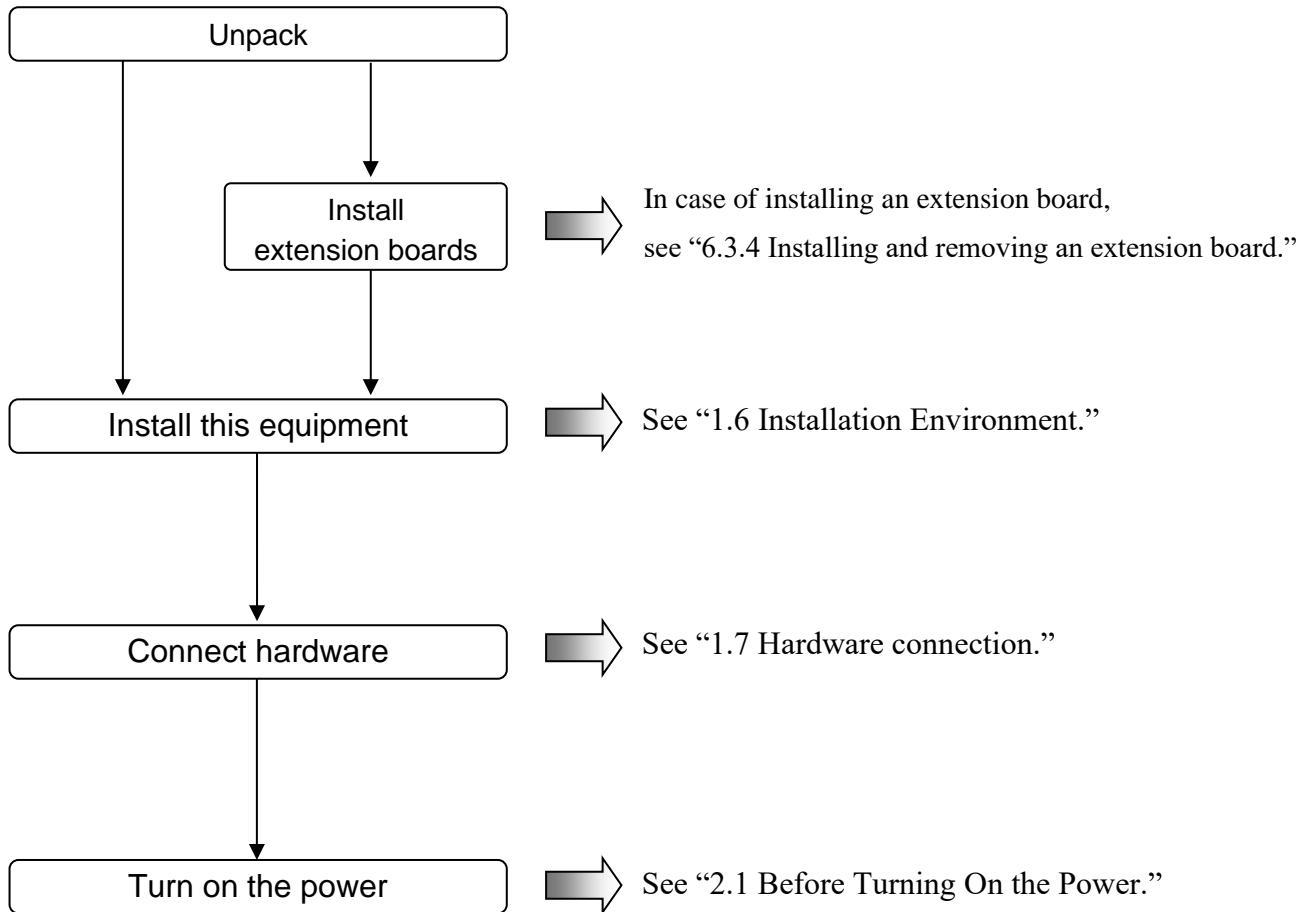 Unpack
Install
extension boards
In case of installing an extension board,
see “6.3.4 Installing and removing an extension board.”
Install this equipment
See “1.6 Installation Environment.”
Connect hardware
See “1.7 Hardware connection.”
Turn on the power
See “2.1 Before Turning On the Power.”